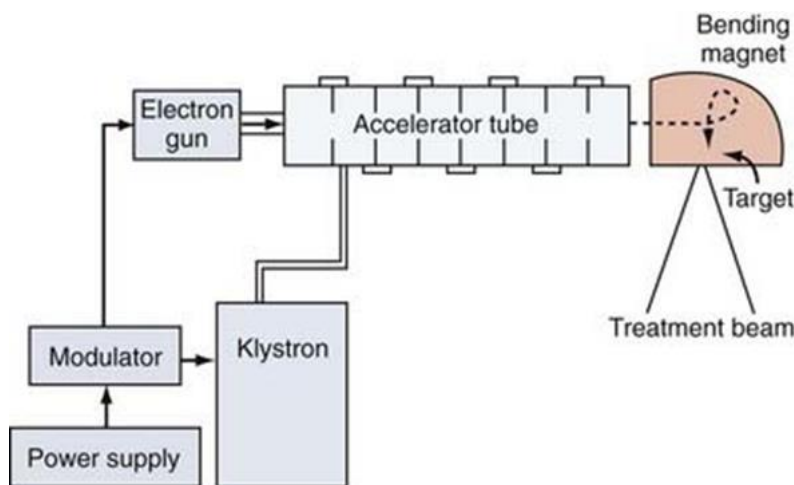 Bending
magnet
Electron
gun
Accelerator tube
Target
Treatment beam
Modulator
Klystron
Power supply